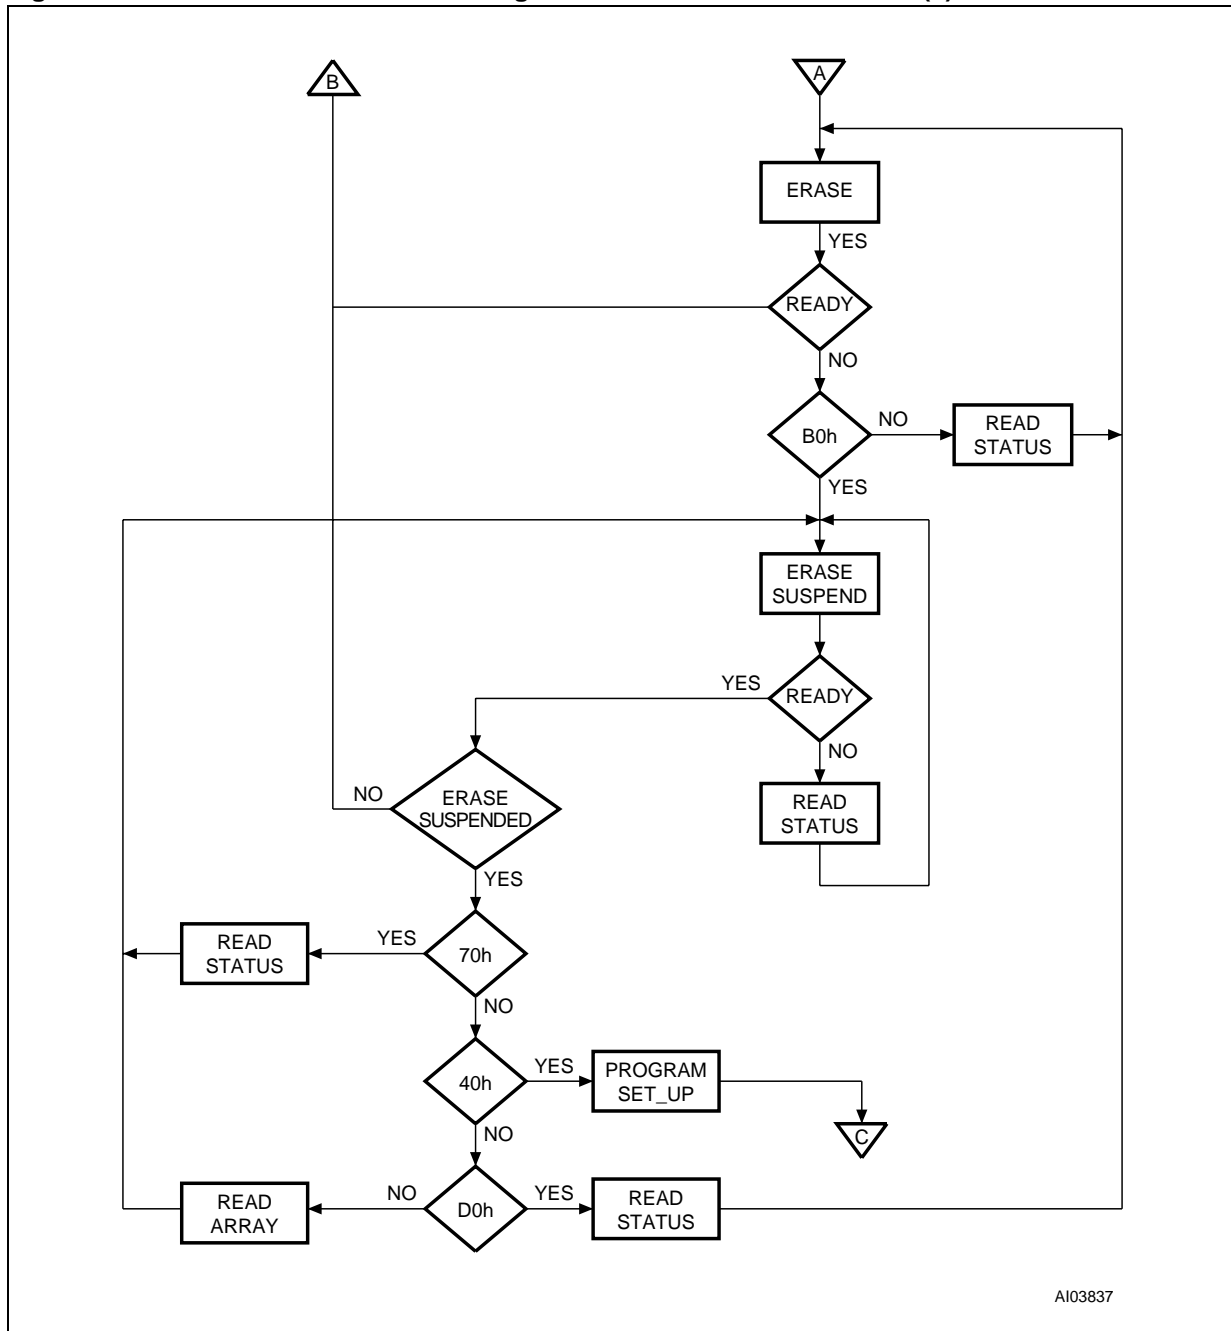 B
A
ERASE
YES
READY
NO
B0h
NO
READ
STATUS
YES
ERASE
SUSPEND
YES
READY
NO
NO
ERASE
SUSPENDED
READ
STATUS
YES
READ
STATUS
YES
70h
NO
40h
YES
PROGRAM
SET_UP
C
NO
READ
ARRAY
NO
D0h
YES
READ
STATUS
AI03837